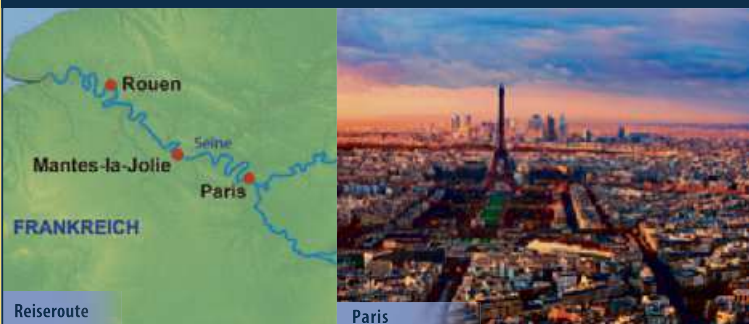 Rouen
Seine
Mantes-la-Jolie
Paris
FRANKREICH
Reiseroute
Paris